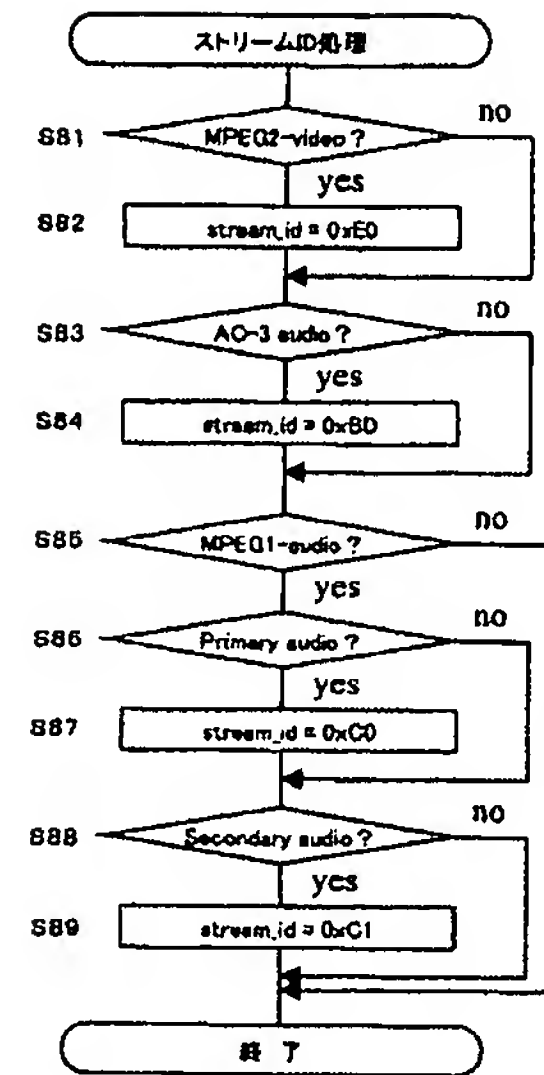 ストリームID処理
S81 MPEG2-video ? no
yes
S82 stream_id = 0xE0
S83 AC-3 audio ? no
yes
S84 stream_id = 0xBD
S85 MPEG1-audio ? no
yes
S86 Primary audio ? no
yes
S87 stream_id = 0xC0
S88 Secondary audio ? no
yes
S89 stream_id = 0xC1
終了